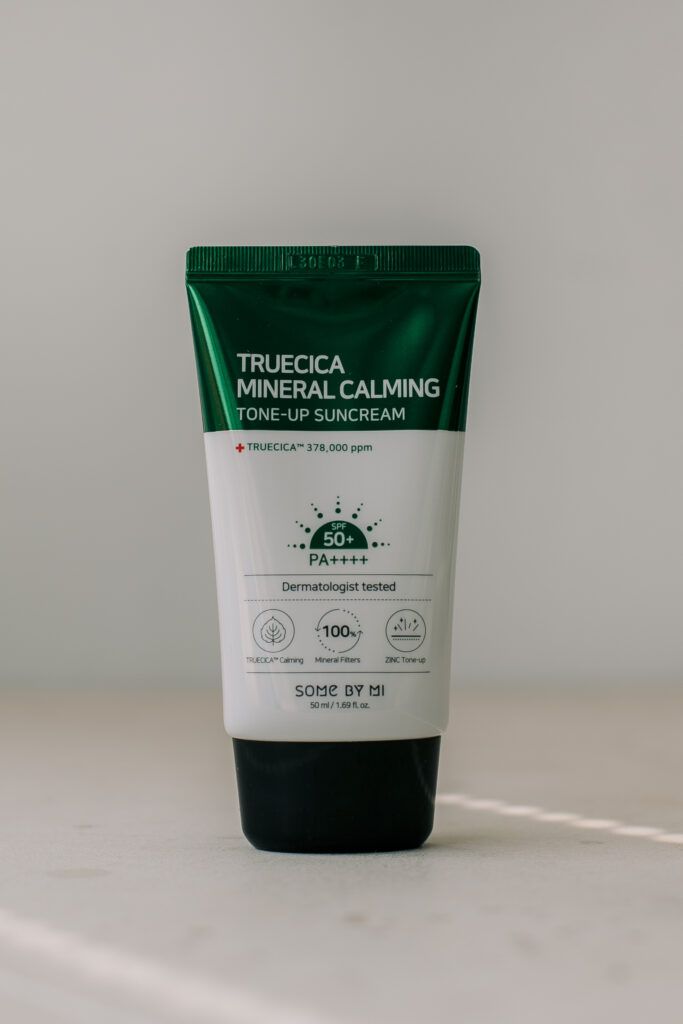 TRUECICA
MINERAL CALMING
TONE-UP SUNCREAM
+ TRUECICA™ 378,000 ppm
SPF
50+
PA++++
Dermatologist tested
100%
TRUECICA™ Calming
Mineral Filters
ZINC Tone-up
SOME BY MI
50 ml / 1.69 fl. oz.